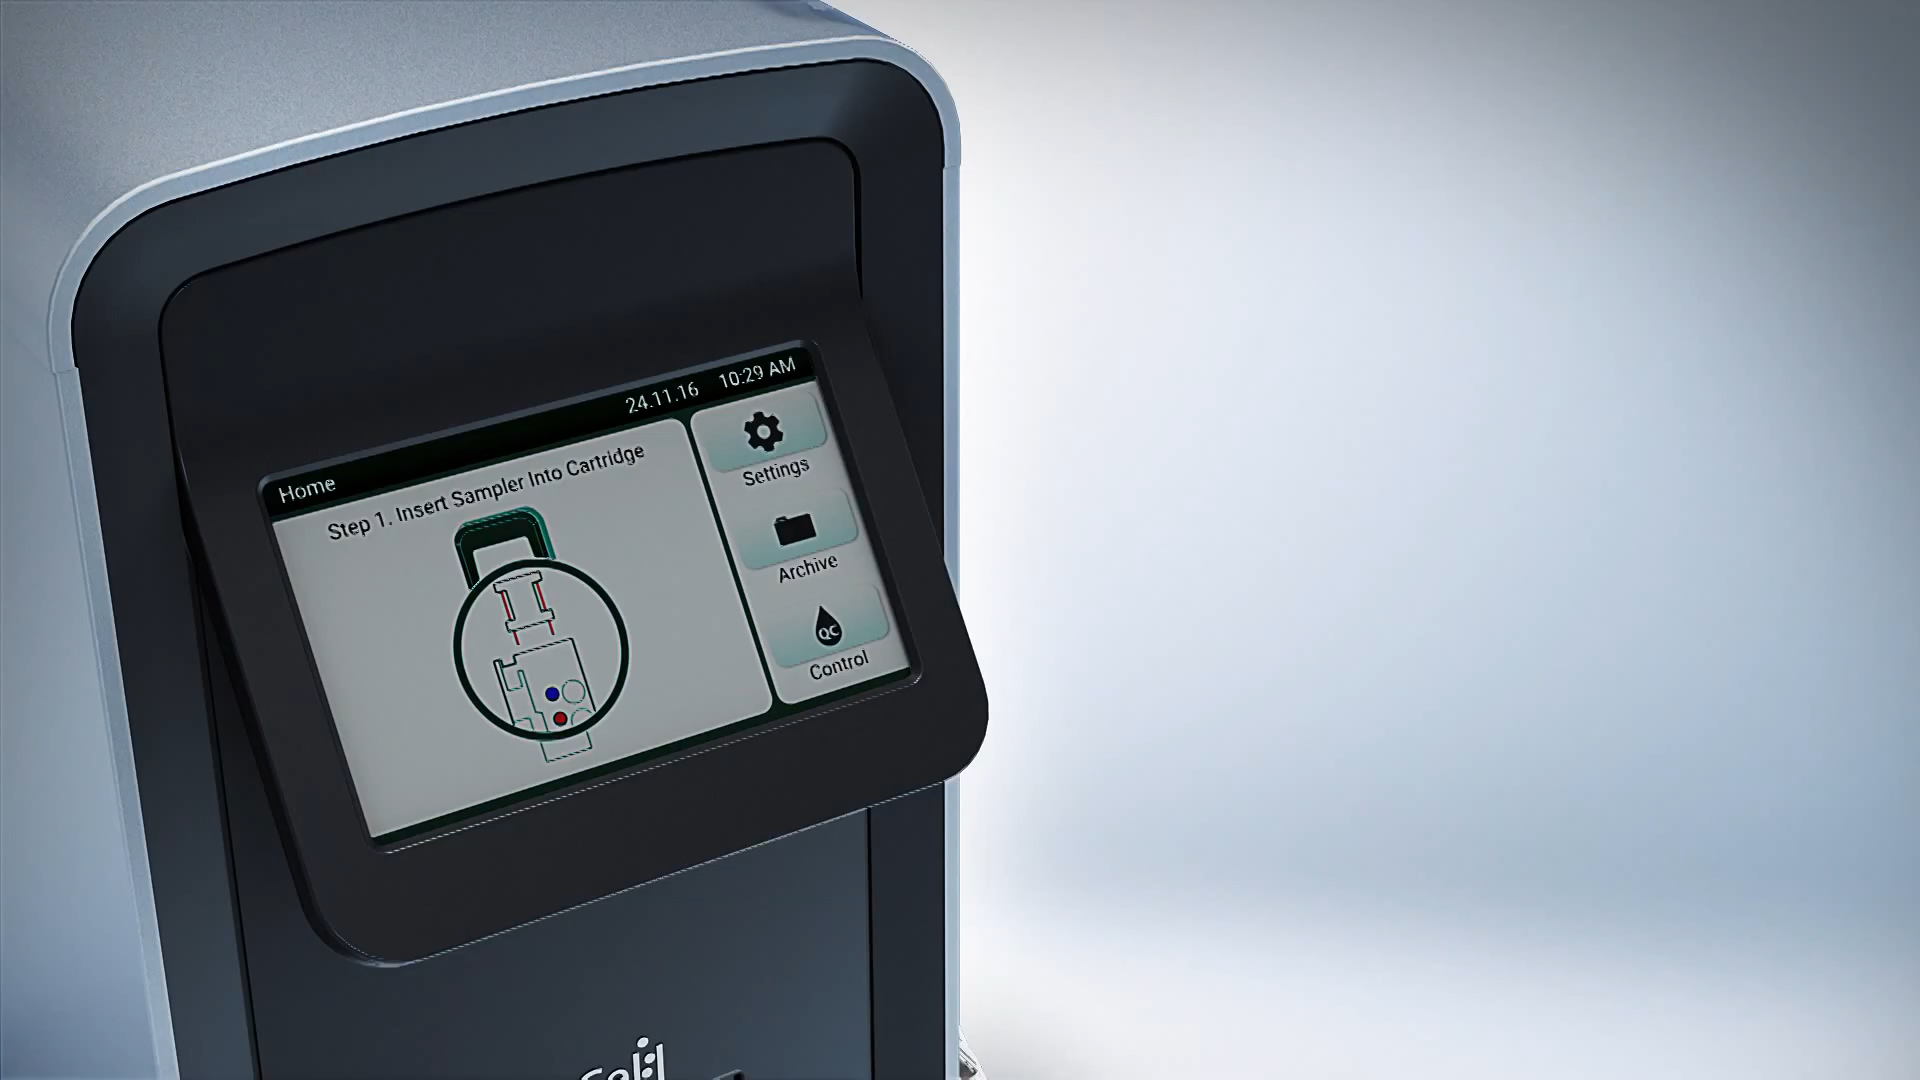 Home
24.11.16 10:29 AM
Step 1. Insert Sampler Into Cartridge
Settings
Archive
QC
Control